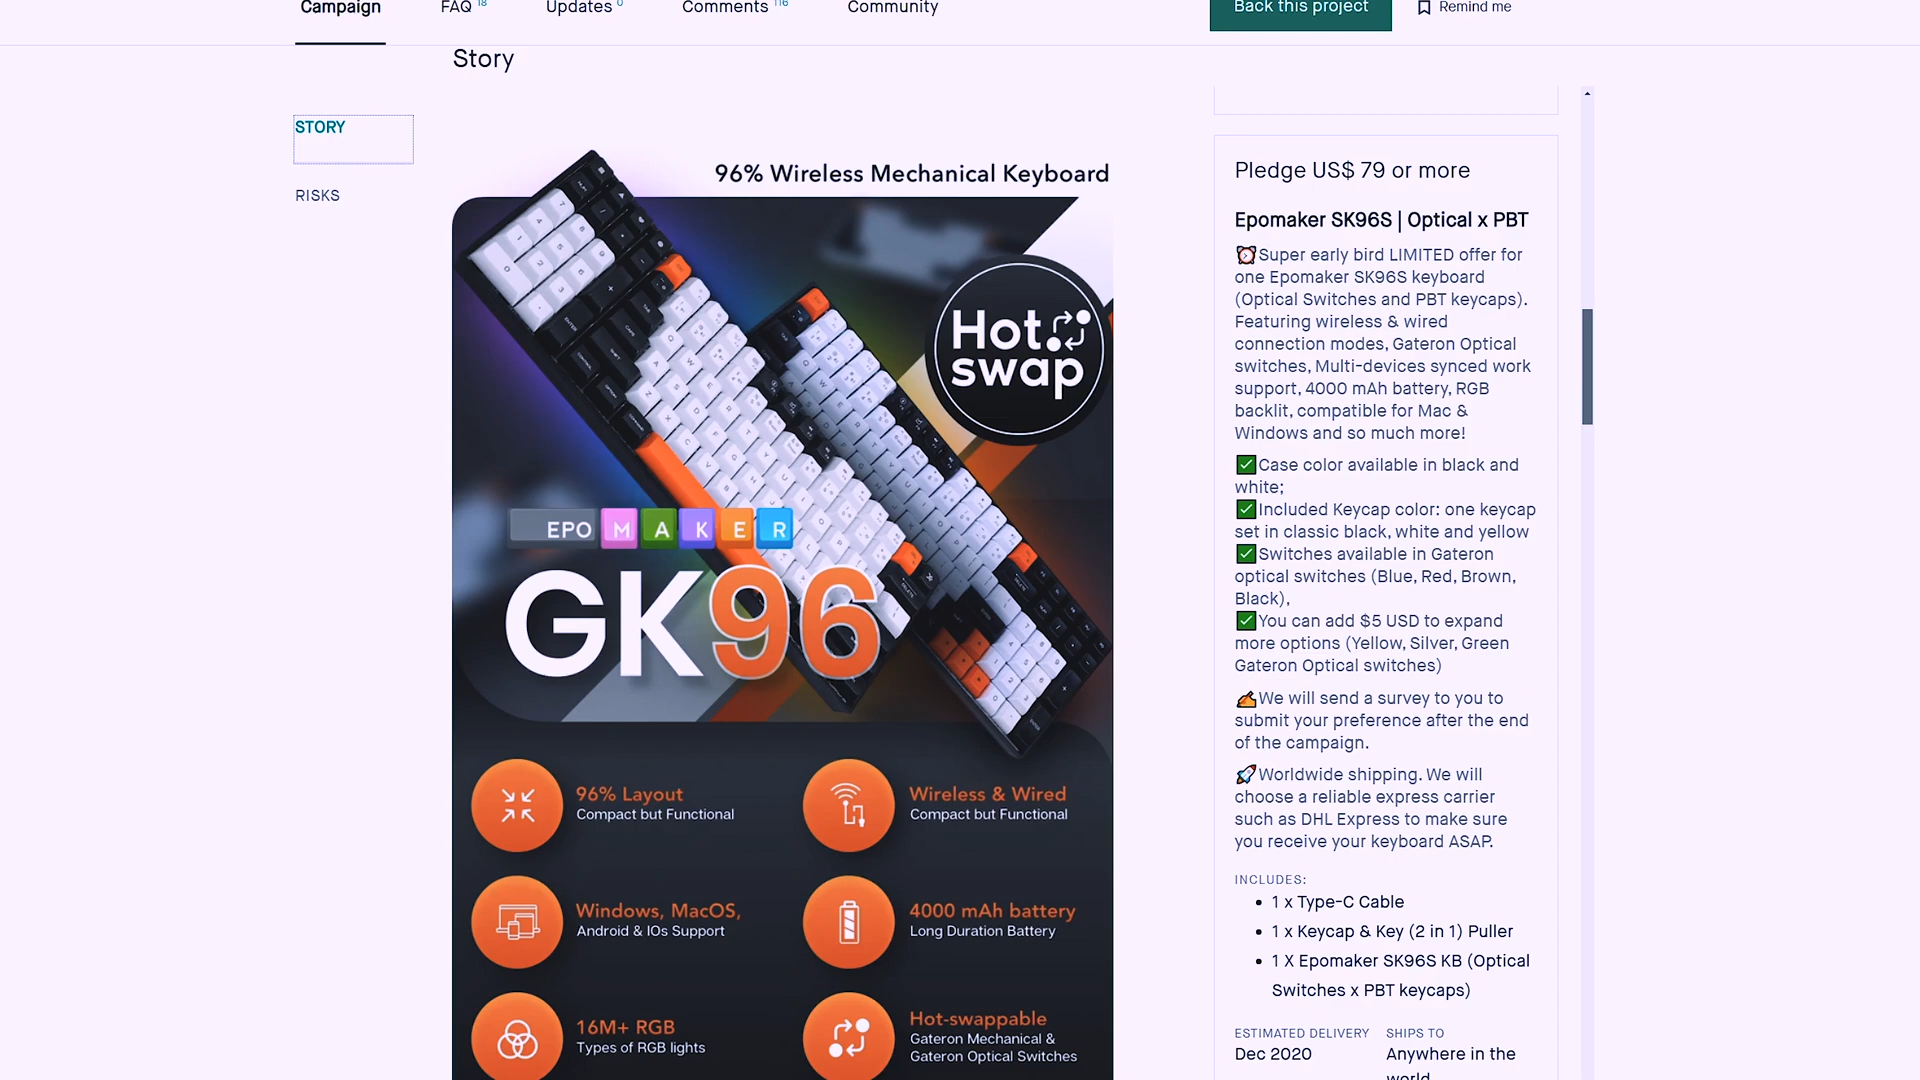 Campaign
FAQ 18
Updates 0
Comments 116
Community
Back this project
Remind me
Story
STORY
RISKS
96% Wireless Mechanical Keyboard
Hot
swap
EPOMAKER
GK96
96% Layout
Compact but Functional
Wireless & Wired
Compact but Functional
Windows, MacOS,
Android & IOs Support
4000 mAh battery
Long Duration Battery
16M+ RGB
Types of RGB lights
Hot-swappable
Gateron Mechanical &
Gateron Optical Switches
Pledge US$ 79 or more
Epomaker SK96S | Optical x PBT
⏰Super early bird LIMITED offer for
one Epomaker SK96S keyboard
(Optical Switches and PBT keycaps).
Featuring wireless & wired
connection modes, Gateron Optical
switches, Multi-devices synced work
support, 4000 mAh battery, RGB
backlit, compatible for Mac &
Windows and so much more!
✅Case color available in black and
white;
✅Included Keycap color: one keycap
set in classic black, white and yellow
✅Switches available in Gateron
optical switches (Blue, Red, Brown,
Black),
✅You can add $5 USD to expand
more options (Yellow, Silver, Green
Gateron Optical switches)
✍We will send a survey to you to
submit your preference after the end
of the campaign.
🚀Worldwide shipping. We will
choose a reliable express carrier
such as DHL Express to make sure
you receive your keyboard ASAP.
INCLUDES:
• 1 x Type-C Cable
• 1 x Keycap & Key (2 in 1) Puller
• 1 X Epomaker SK96S KB (Optical
Switches x PBT keycaps)
ESTIMATED DELIVERY
Dec 2020
SHIPS TO
Anywhere in the
world